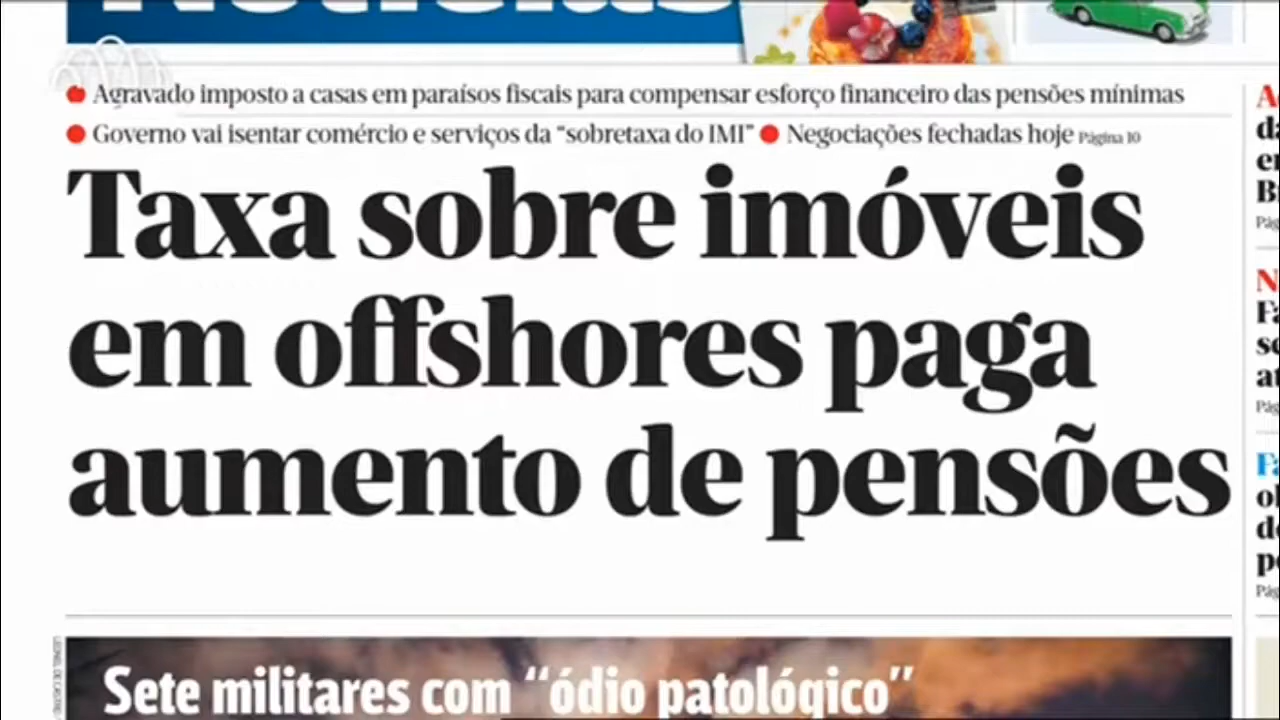 Notícias
● Agravado imposto a casas em paraísos fiscais para compensar esforço financeiro das pensões mínimas
● Governo vai isentar comércio e serviços da “sobretaxa do IMI” ● Negociações fechadas hoje Página 10
Taxa sobre imóveis
em offshores paga
aumento de pensões
Sete militares com “ódio patológico”